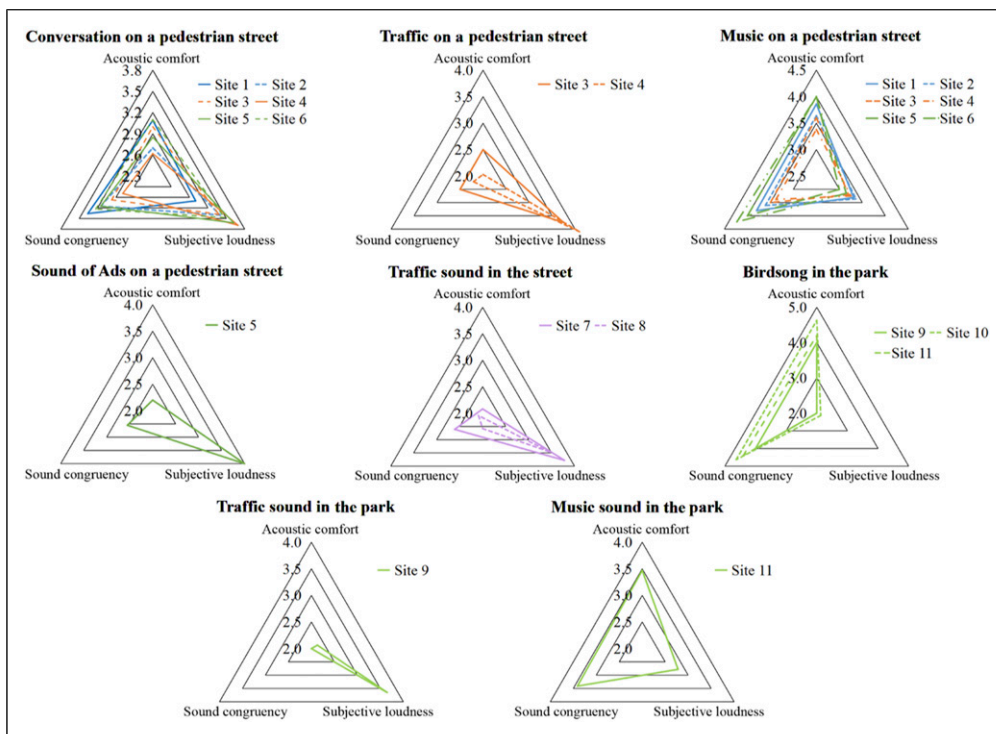 Conversation on a pedestrian street
Acoustic comfort
3.8
3.5
3.2
2.9
2.6
2.3
Site 1 Site 2
Site 3 Site 4
Site 5 Site 6
Sound congruency Subjective loudness
Traffic on a pedestrian street
Acoustic comfort
4.0
3.5
3.0
2.5
2.0
Site 3 Site 4
Sound congruency Subjective loudness
Music on a pedestrian street
Acoustic comfort
4.5
4.0
3.5
3.0
2.5
Site 1 Site 2
Site 3 Site 4
Site 5 Site 6
Sound congruency Subjective loudness
Sound of Ads on a pedestrian street
Acoustic comfort
4.0
3.5
3.0
2.5
2.0
Site 5
Sound congruency Subjective loudness
Traffic sound in the street
Acoustic comfort
4.0
3.5
3.0
2.5
2.0
Site 7 Site 8
Sound congruency Subjective loudness
Birdsong in the park
Acoustic comfort
5.0
4.0
3.0
2.0
Site 9 Site 10
Site 11
Sound congruency Subjective loudness
Traffic sound in the park
Acoustic comfort
4.0
3.5
3.0
2.5
2.0
Site 9
Sound congruency Subjective loudness
Music sound in the park
Acoustic comfort
4.0
3.5
3.0
2.5
2.0
Site 11
Sound congruency Subjective loudness